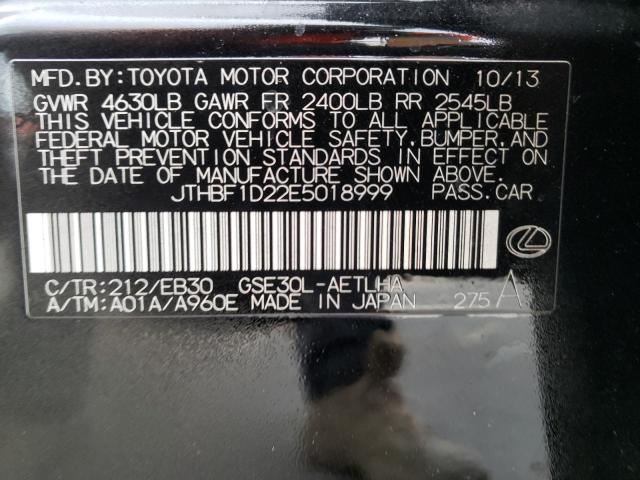 MFD.BY:TOYOTA MOTOR CORPORATION 10/13
GVWR 4630LB GAWR FR 2400LB RR 2545LB
THIS VEHICLE CONFORMS TO ALL APPLICABLE
FEDERAL MOTOR VEHICLE SAFETY,BUMPER,AND
THEFT PREVENTION STANDARDS IN EFFECT ON
THE DATE OF MANUFACTURE SHOWN ABOVE.
JTHBF1D22E5018999 PASS.CAR
C/TR:212/EB30 GSE30L-AETLHA
A/TM:A01A/A960E MADE IN JAPAN 275 A